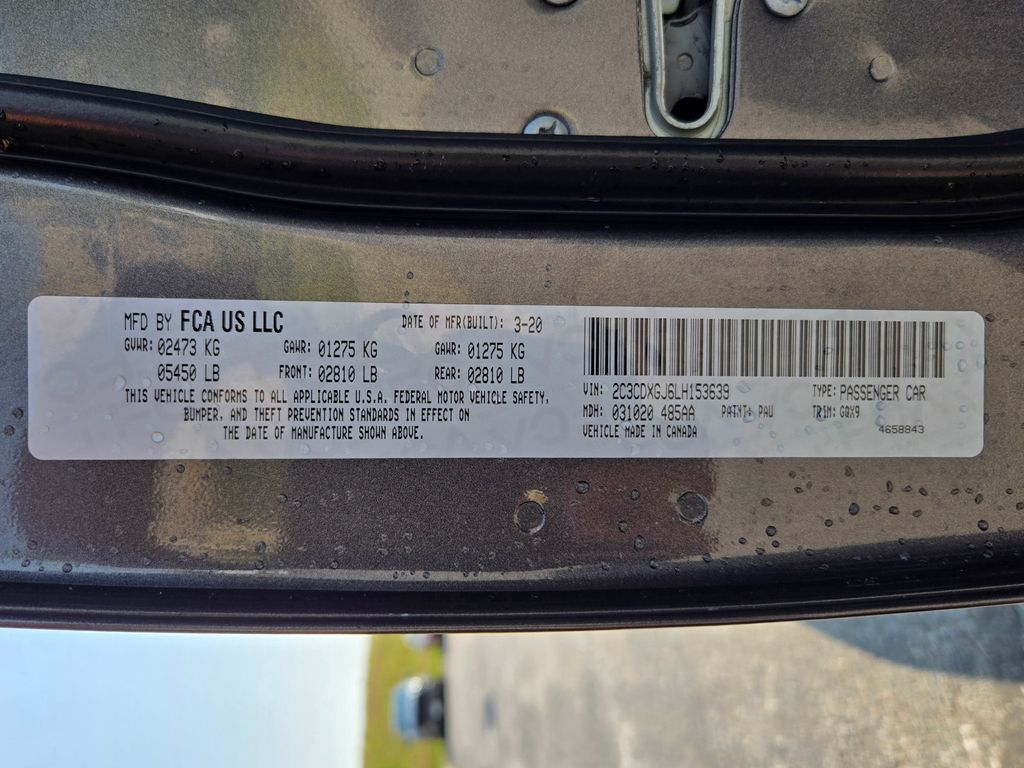 MFD BY FCA US LLC DATE OF MFR(BUILT): 3-20
GVWR: 02473 KG GAWR: 01275 KG GAWR: 01275 KG
05450 LB FRONT: 02810 LB REAR: 02810 LB
THIS VEHICLE CONFORMS TO ALL APPLICABLE U.S.A. FEDERAL MOTOR VEHICLE SAFETY,
BUMPER, AND THEFT PREVENTION STANDARDS IN EFFECT ON
THE DATE OF MANUFACTURE SHOWN ABOVE.
VIN: 2C3CDXGJ6LH153639 TYPE: PASSENGER CAR
MDH: 031020 485AA PAINT: PAU TRIM: GQX9
VEHICLE MADE IN CANADA 4658843